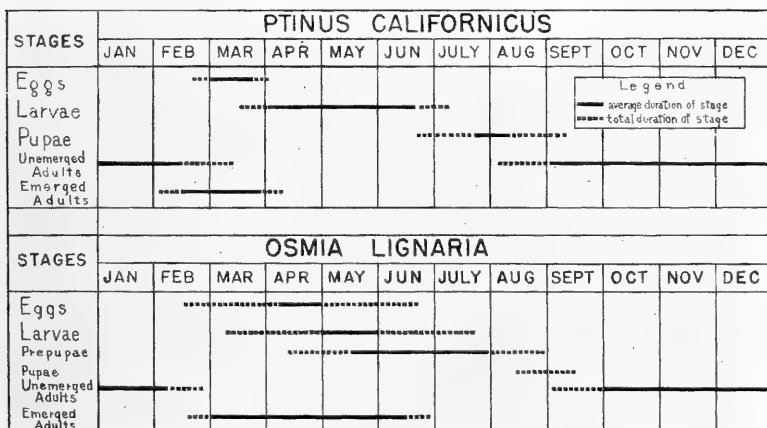 PTINUS CALIFORNICUS
STAGES
JAN FEB MAR APR MAY JUN JULY AUG SEPT OCT NOV DEC
Eggs
Larvae
Pupae
Unemerged
Adults
Emerged
Adults
Legend
average duration of stage
total duration of stage
OSMIA LIGNARIA
STAGES
JAN FEB MAR APR MAY JUN JULY AUG SEPT OCT NOV DEC
Eggs
Larvae
Prepupae
Pupae
Unemerged
Adults
Emerged
Adults